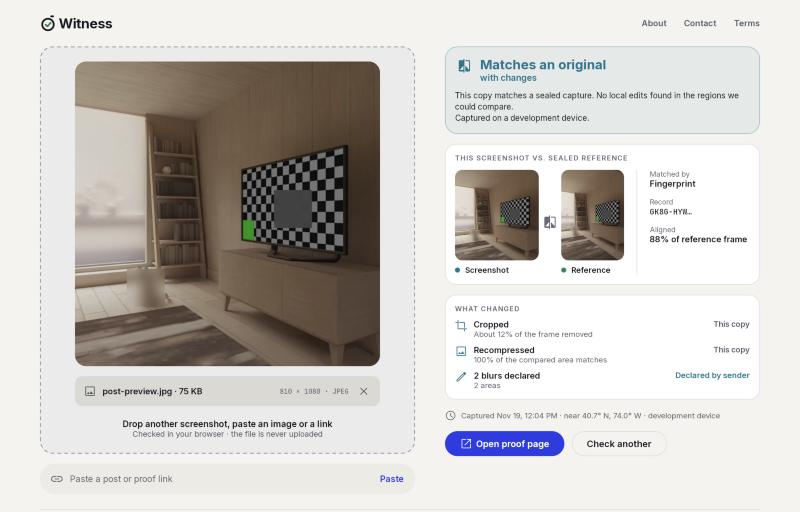 Witness
About
Contact
Terms
post-preview.jpg · 75 KB
810 × 1080 · JPEG
Drop another screenshot, paste an image or a link
Checked in your browser · the file is never uploaded
Paste a post or proof link
Paste
Matches an original
with changes
This copy matches a sealed capture. No local edits found in the regions we
could compare.
Captured on a development device.
THIS SCREENSHOT VS. SEALED REFERENCE
Screenshot
Reference
Matched by
Fingerprint
Record
GK8G-HYW…
Aligned
88% of reference frame
WHAT CHANGED
Cropped
This copy
About 12% of the frame removed
Recompressed
This copy
100% of the compared area matches
2 blurs declared
Declared by sender
2 areas
Captured Nov 19, 12:04 PM · near 40.7° N, 74.0° W · development device
Open proof page
Check another